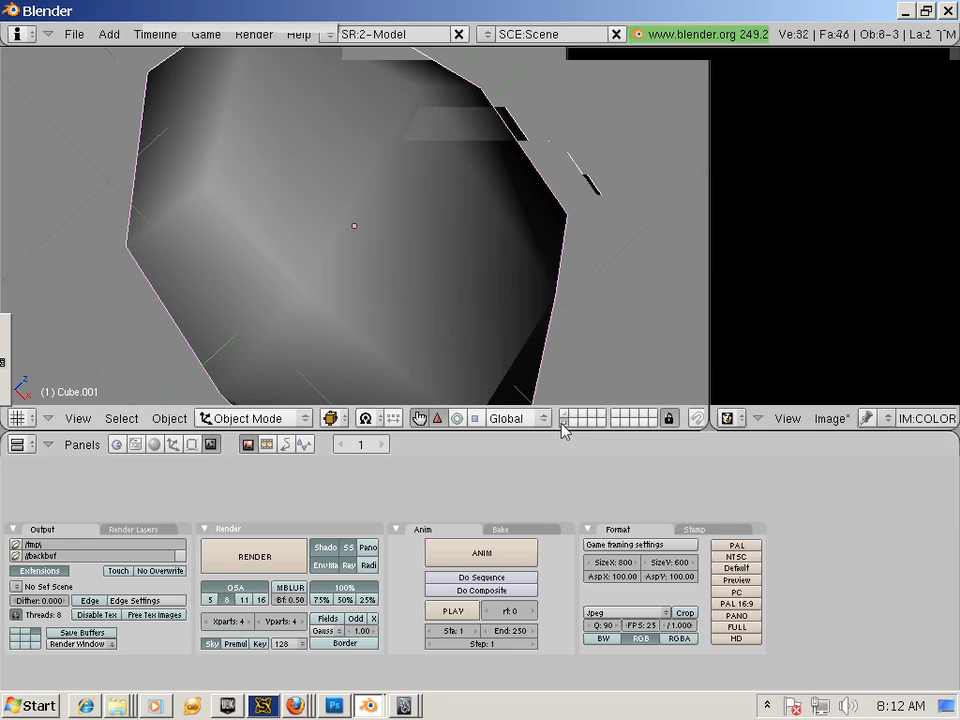 Blender
File Add Timeline Game Render Help SR:2-Model SCE:Scene www.blender.org 249.2 Ve:32 | Fa:46 | Ob:8-3 | La:2
(1) Cube.001
View Select Object Object Mode Global View Image* IM:COLOR
Panels 1
Output Render Layers Render Anim Bake Format Stamp
/tmp\
//backbuf
Extensions Touch No Overwrite
No Set Scene
Dither: 0.000 Edge Edge Settings
Threads: 8 Disable Tex Free Tex Images
Save Buffers
Render Window
RENDER Shado SS Pano
EnvMa Ray Radi
OSA MBLUR 100%
5 8 11 16 Bf: 0.50 75% 50% 25%
Xparts: 4 Yparts: 4 Fields Odd X
Gauss 1.00
Sky Premul Key 128 Border
ANIM
Do Sequence
Do Composite
PLAY rt: 0
Sta: 1 End: 250
Step: 1
Game framing settings
SizeX: 800 SizeY: 600
AspX: 100.00 AspY: 100.00
Jpeg Crop
Q: 90 FPS: 25 / 1.000
BW RGB RGBA
PAL
NTSC
Default
Preview
PC
PAL 16:9
PANO
FULL
HD
Start UDK Ps 8:12 AM